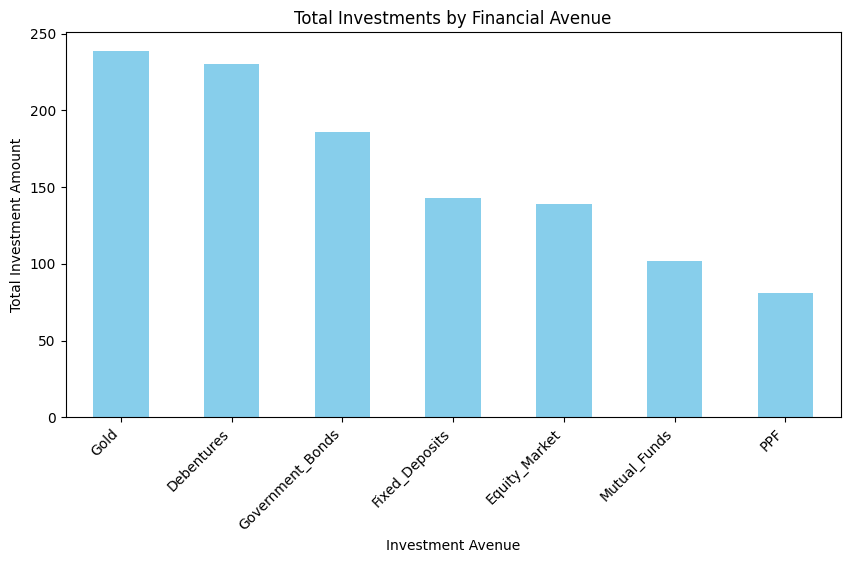 Total Investments by Financial Avenue
Total Investment Amount
250
200
150
100
50
0
Gold
Debentures
Government_Bonds
Fixed_Deposits
Equity_Market
Mutual_Funds
PPF
Investment Avenue